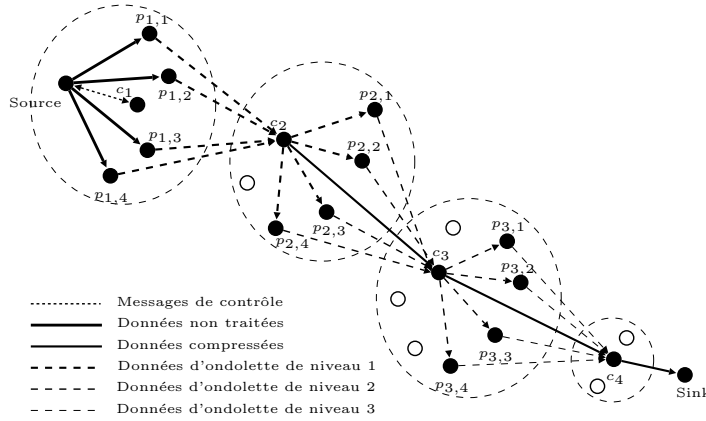 p1,1
c1
p1,2
Source
p1,3
p1,4
p2,1
c2
p2,2
p2,3
p2,4
p3,1
c3
p3,2
p3,3
p3,4
c4
Sink
Messages de contrôle
Données non traitées
Données compressées
Données d'ondolette de niveau 1
Données d'ondolette de niveau 2
Données d'ondolette de niveau 3